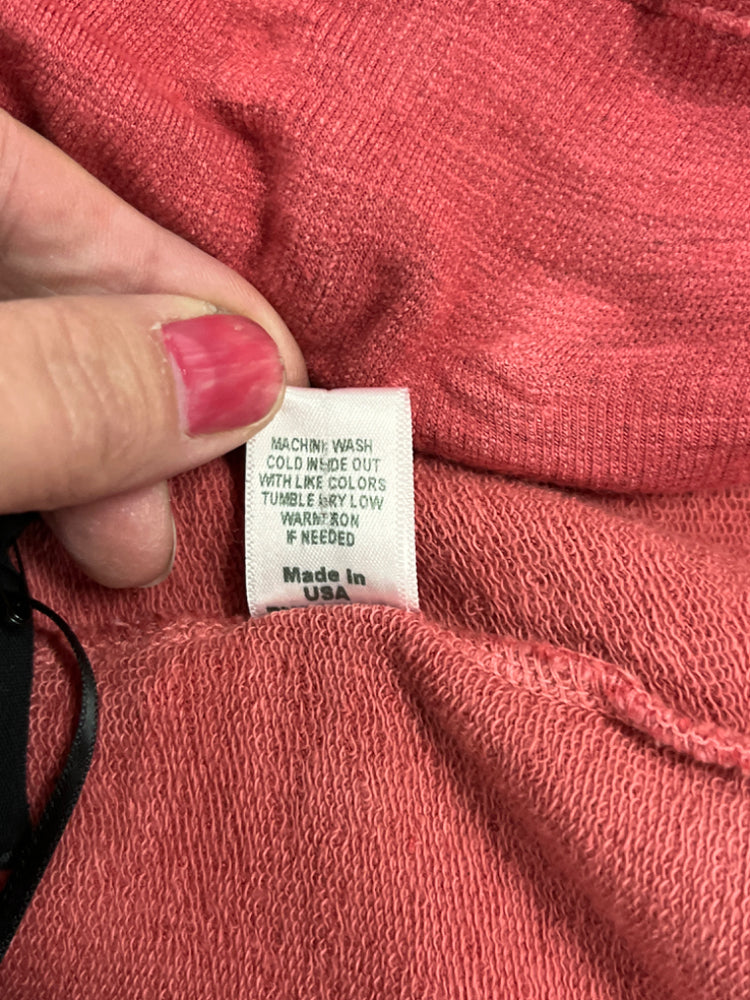 MACHINE WASH
COLD INSIDE OUT
WITH LIKE COLORS
TUMBLE DRY LOW
WARM IRON
IF NEEDED
Made in
USA